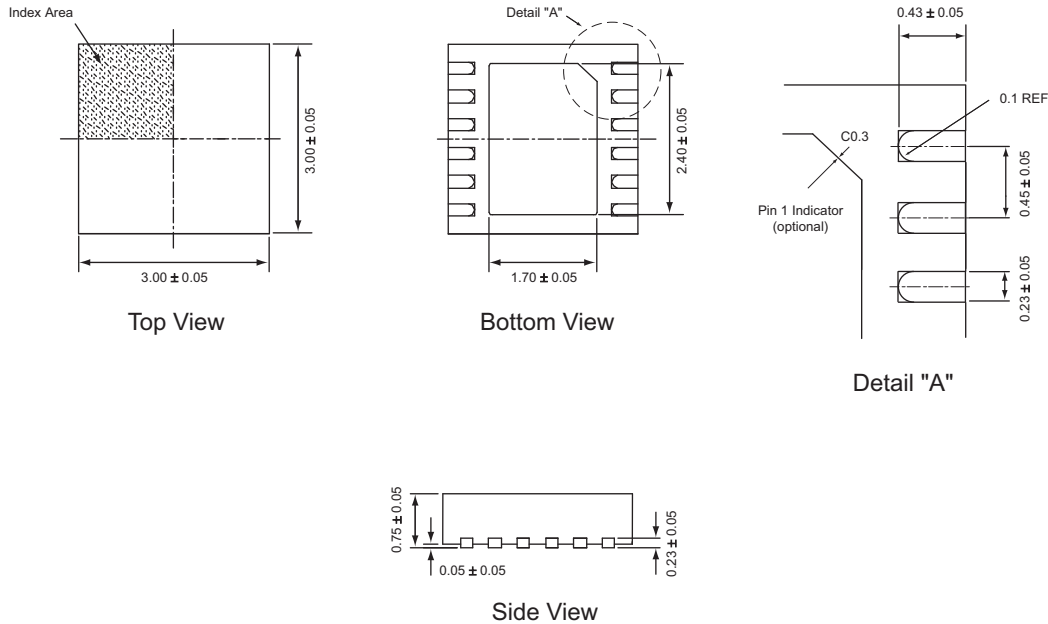 Index Area
3.00 ± 0.05
3.00 ± 0.05
Top View
Detail "A"
2.40 ± 0.05
1.70 ± 0.05
Bottom View
0.43 ± 0.05
0.1 REF
C0.3
Pin 1 Indicator
(optional)
0.45 ± 0.05
0.23 ± 0.05
Detail "A"
0.75 ± 0.05
0.05 ± 0.05
0.23 ± 0.05
Side View